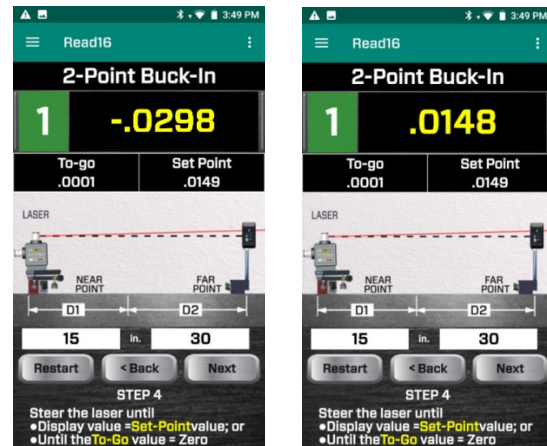 3:49 PM
Read16
2-Point Buck-In
1 -.0298
To-go Set Point
.0001 .0149
LASER
NEAR POINT
FAR POINT
D1 D2
15 in. 30
Restart < Back Next
STEP 4
Steer the laser until
•Display value =Set-Pointvalue; or
•Until theTo-Go value = Zero
3:49 PM
Read16
2-Point Buck-In
1 .0148
To-go Set Point
.0001 .0149
LASER
NEAR POINT
FAR POINT
D1 D2
15 in. 30
Restart < Back Next
STEP 4
Steer the laser until
•Display value =Set-Pointvalue; or
•Until theTo-Go value = Zero